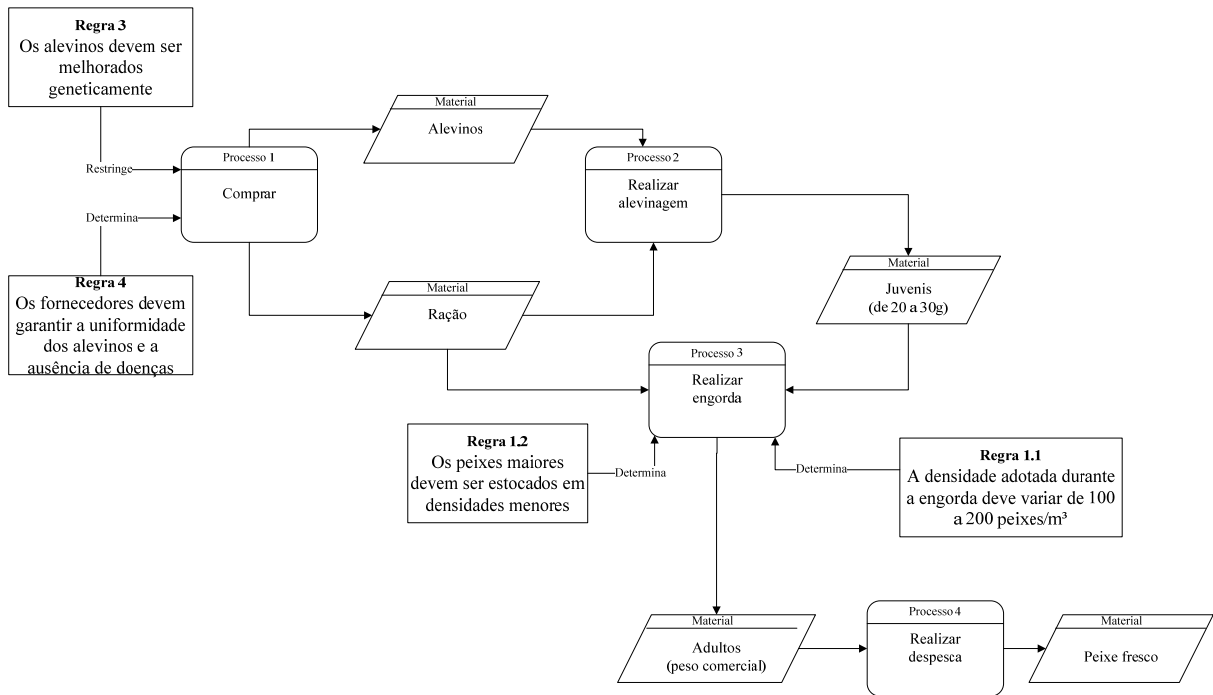 Regra 3
Os alevinos devem ser
melhorados
geneticamente
Restringe
Determina
Regra 4
Os fornecedores devem
garantir a uniformidade
dos alevinos e a
ausência de doenças
Processo 1
Comprar
Material
Alevinos
Material
Ração
Processo 2
Realizar
alevinagem
Material
Juvenis
(de 20 a 30g)
Processo 3
Realizar
engorda
Regra 1.2
Os peixes maiores
devem ser estocados em
densidades menores
Determina
Determina
Regra 1.1
A densidade adotada durante
a engorda deve variar de 100
a 200 peixes/m³
Material
Adultos
(peso comercial)
Processo 4
Realizar
despesca
Material
Peixe fresco